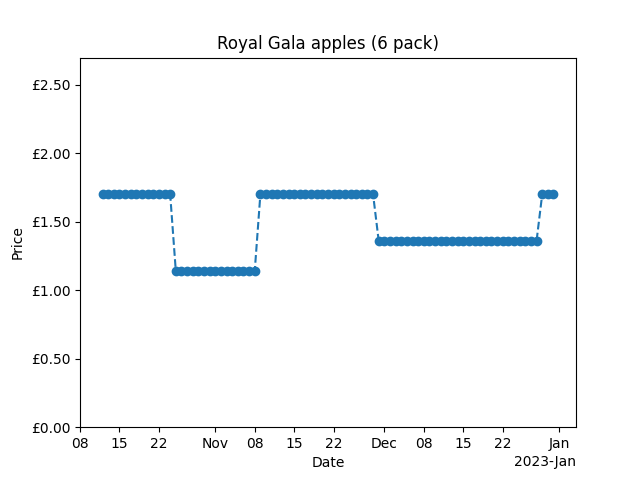 Royal Gala apples (6 pack)
£2.50
£2.00
£1.50
£1.00
£0.50
£0.00
Price
08 15 22 Nov 08 15 22 Dec 08 15 22 Jan
Date
2023-Jan